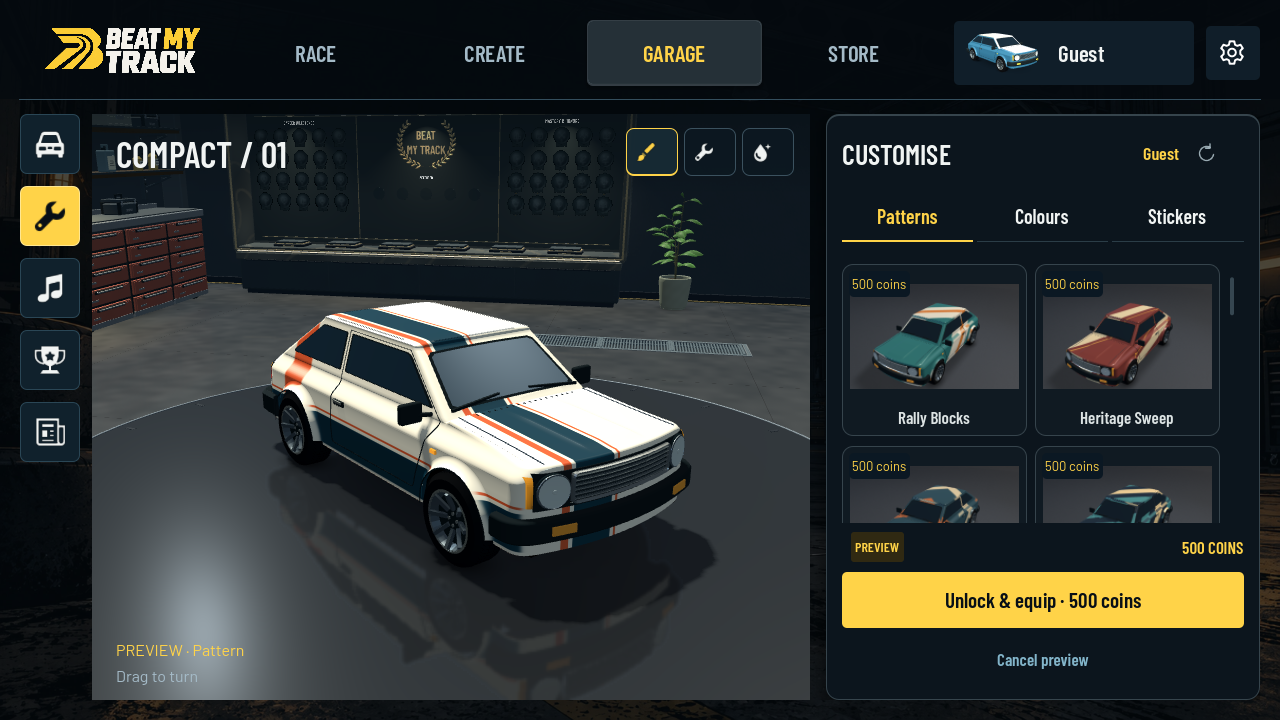 BEAT MY TRACK
RACE
CREATE
GARAGE
STORE
Guest
COMPACT / 01
BEAT
MY TRACK
CUSTOMISE
Guest
Patterns
Colours
Stickers
500 coins
500 coins
Rally Blocks
Heritage Sweep
500 coins
500 coins
PREVIEW
500 COINS
Unlock & equip · 500 coins
Cancel preview
PREVIEW · Pattern
Drag to turn